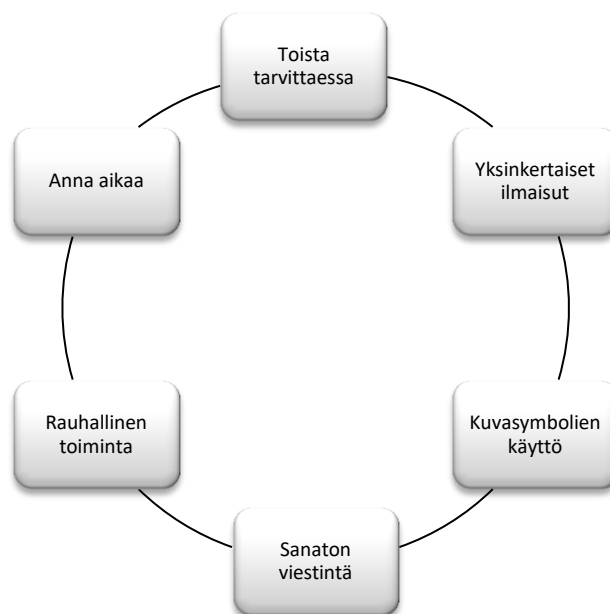 Toista
tarvittaessa
Yksinkertaiset
ilmaisut
Kuvasymbolien
käyttö
Sanaton
viestintä
Rauhallinen
toiminta
Anna aikaa